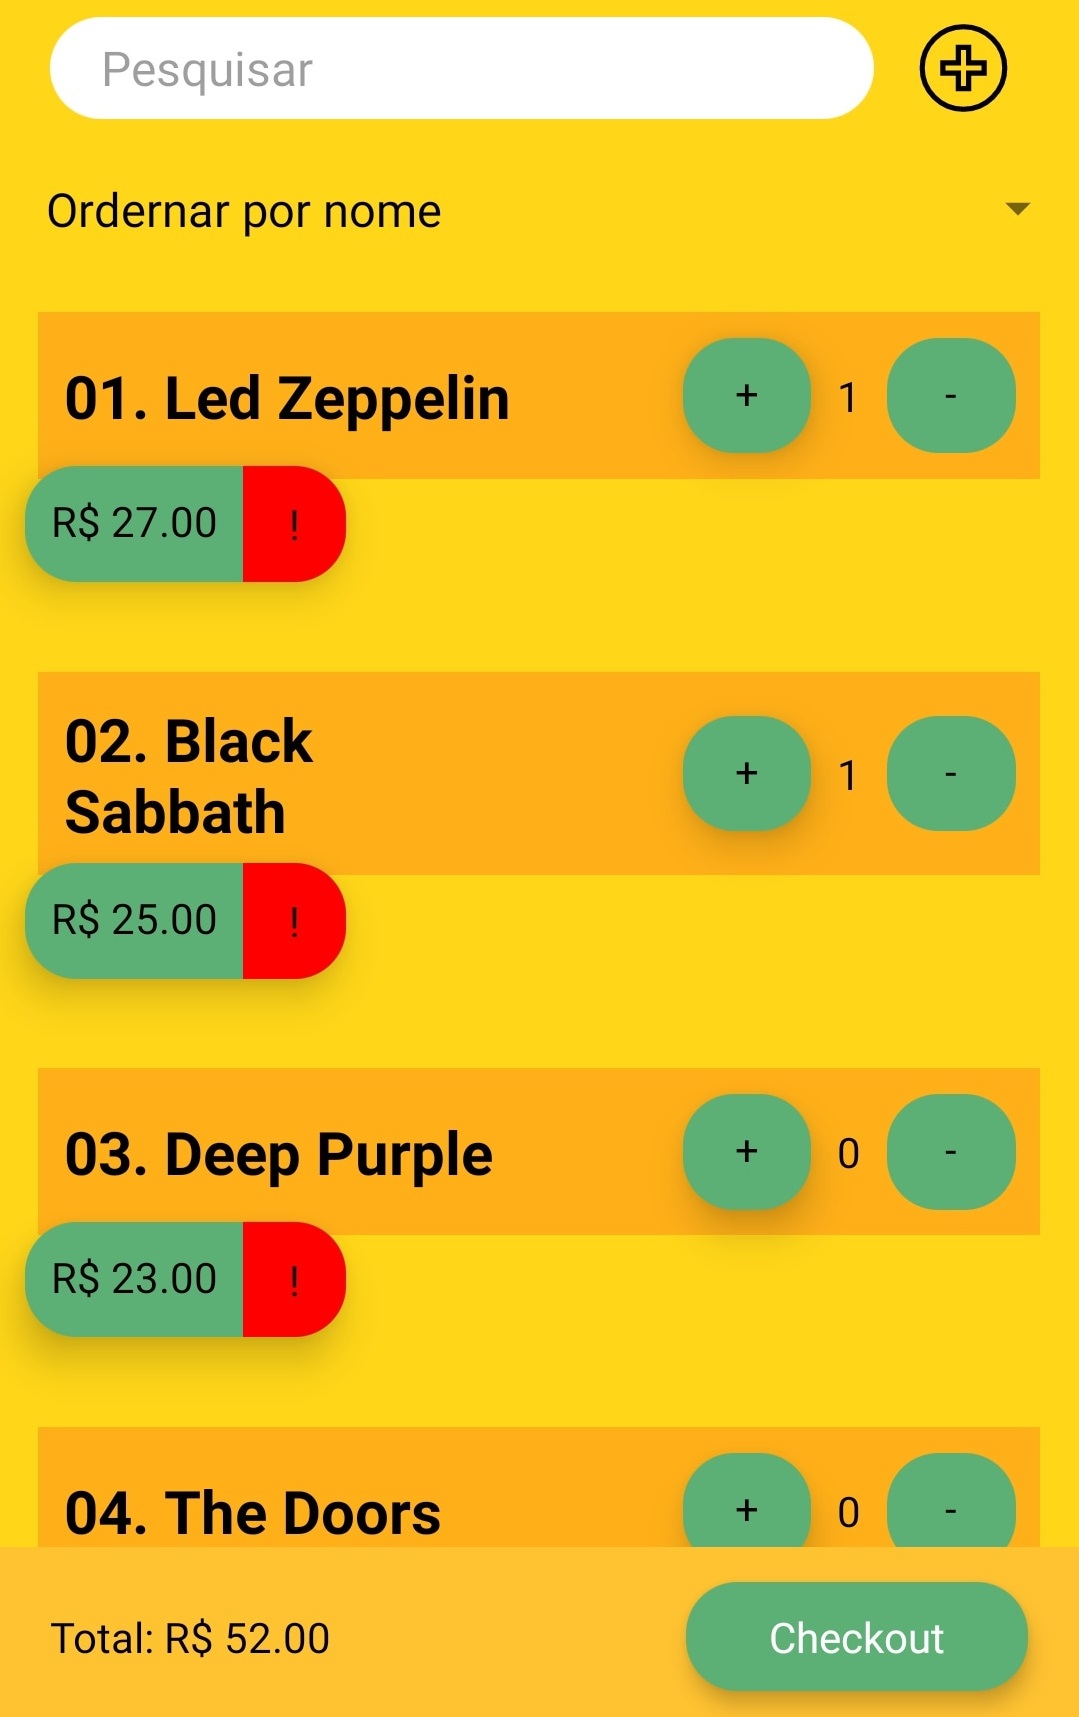 Pesquisar
Ordernar por nome
01. Led Zeppelin + 1 -
R$ 27.00 !
02. Black
Sabbath + 1 -
R$ 25.00 !
03. Deep Purple + 0 -
R$ 23.00 !
04. The Doors + 0 -
Total: R$ 52.00 Checkout